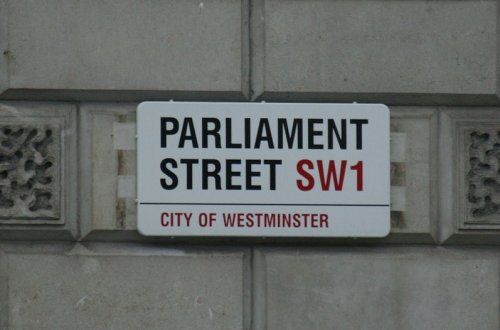 PARLIAMENT
STREET SW1
CITY OF WESTMINSTER